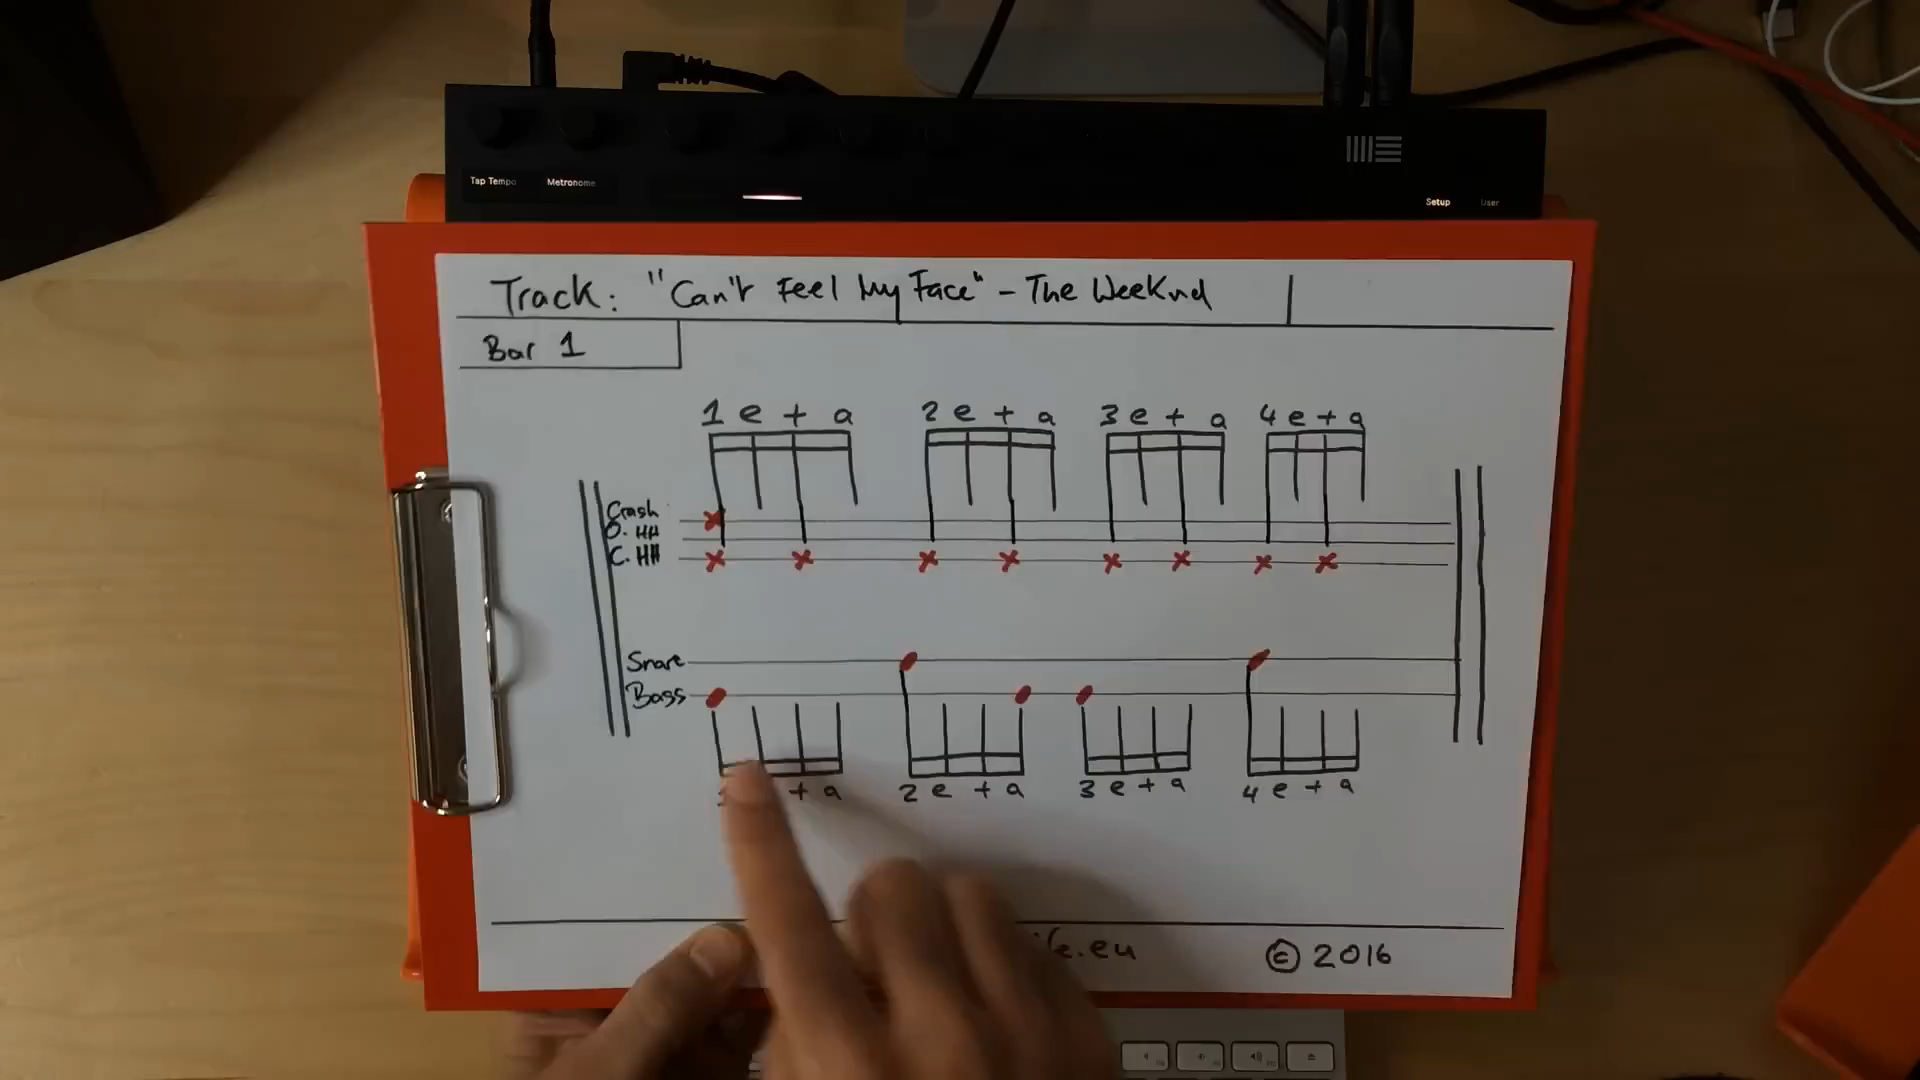 Tap Tempo Metronome
Setup User
Track: "Can't Feel My Face" - The Weeknd
Bar 1
1 e + a 2 e + a 3 e + a 4 e + a
Crash
O. HH
C. HH
Snare
Bass
+ a 2 e + a 3 e + a 4 e + a
.eu © 2016